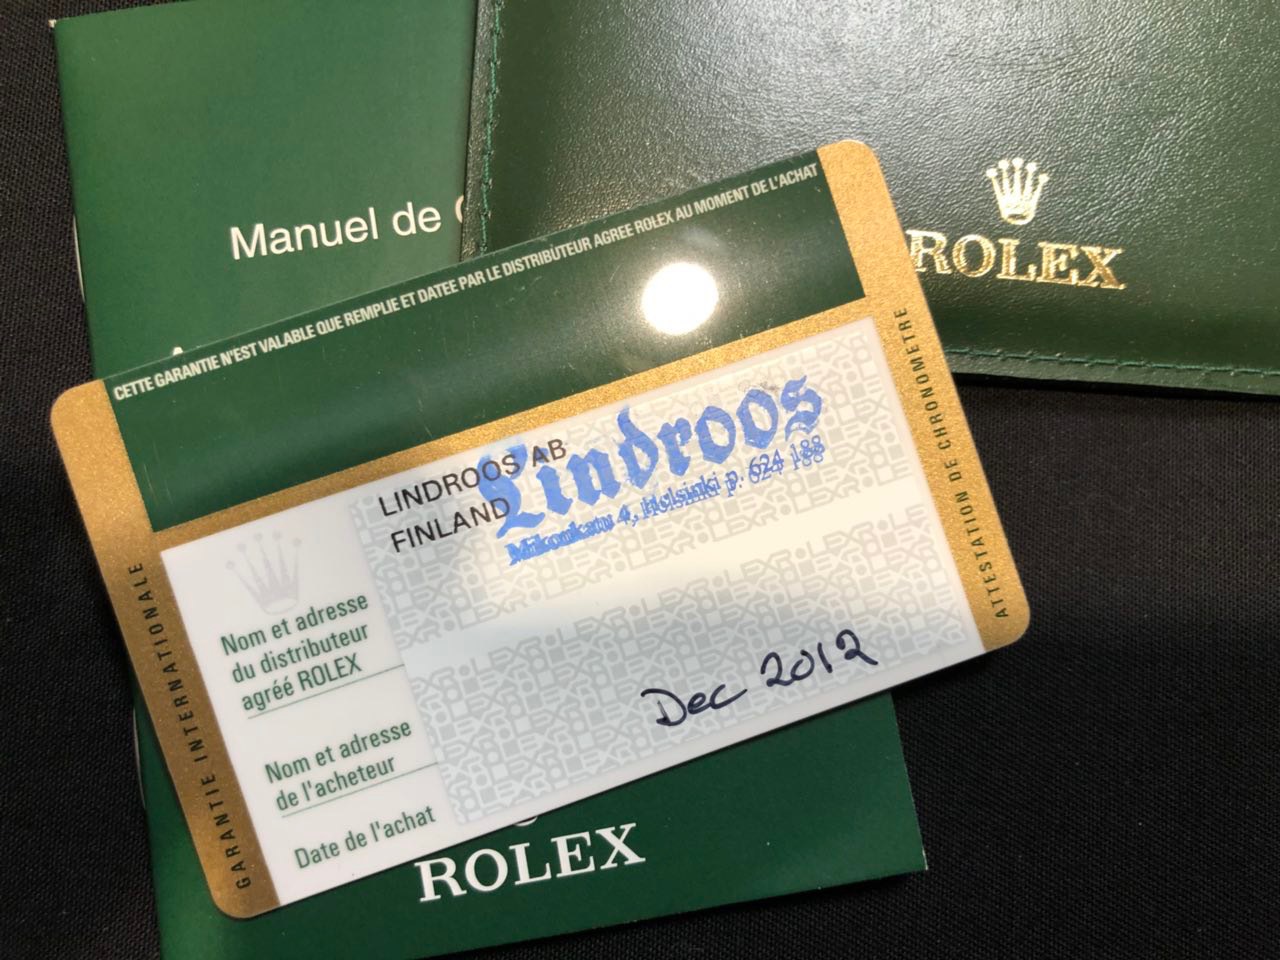 Manuel de
ROLEX
CETTE GARANTIE N'EST VALABLE QUE REMPLIE ET DATEE PAR LE DISTRIBUTEUR AGREE ROLEX AU MOMENT DE L'ACHAT
GARANTIE INTERNATIONALE
ATTESTATION DE CHRONOMETRE
LINDROOS AB
FINLAND
Lindroos
Mikonkatu 4, Helsinki p. 624 188
Nom et adresse
du distributeur
agréé ROLEX
Nom et adresse
de l'acheteur
Date de l'achat
Dec 2012
ROLEX